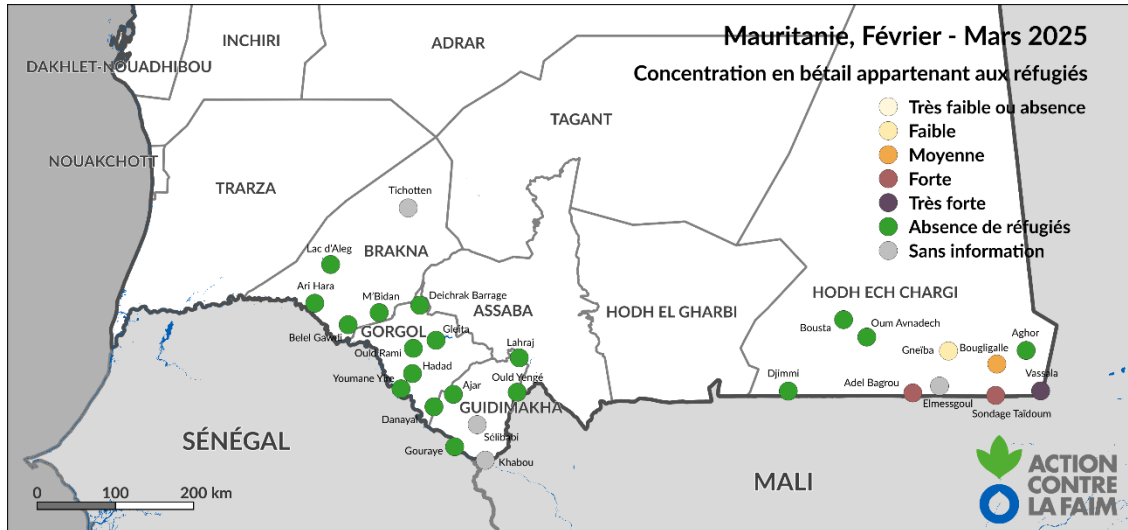 Mauritanie, Février - Mars 2025
Concentration en bétail appartenant aux réfugiés
Très faible ou absence
Faible
Moyenne
Forte
Très forte
Absence de réfugiés
Sans information
INCHIRI
ADRAR
DAKHLET-NOUADHIBOU
TAGANT
NOUAKCHOTT
TRARZA
Tichotten
Lac d'Aleg
BRAKNA
Ari Hara
M'Bidan
Deichrak Barrage
ASSABA
HODH EL GHARBI
HODH ECH CHARGI
Belel Gawdi
GORGOL
Gleita
Bousta
Oum Avnadech
Aghor
Ould Rami
Lahraj
Gneïba
Bougligalle
Youmane Yire
Hadad
Ould Yengé
Djimmi
Vassala
Ajar
Adel Bagrou
Elmessgoul
Danayal
GUIDIMAKHA
Sondage Taïdoum
Sélibabi
SÉNÉGAL
Gouraye
Khabou
MALI
0 100 200 km
ACTION
CONTRE
LA FAIM